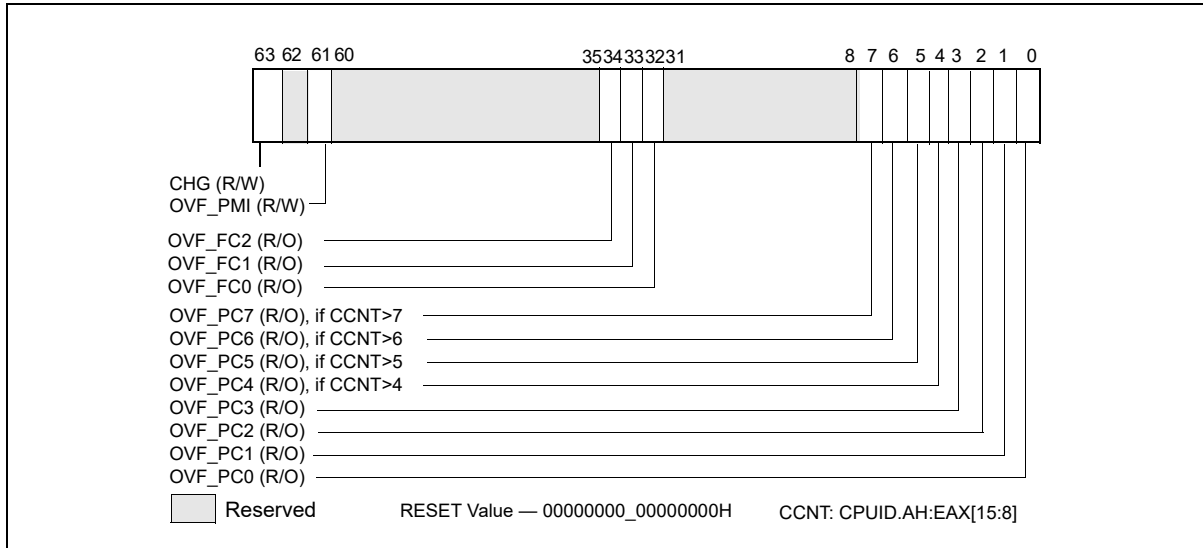 63 62 61 60 35 34 33 32 31 8 7 6 5 4 3 2 1 0
CHG (R/W)
OVF_PMI (R/W)
OVF_FC2 (R/O)
OVF_FC1 (R/O)
OVF_FC0 (R/O)
OVF_PC7 (R/O), if CCNT>7
OVF_PC6 (R/O), if CCNT>6
OVF_PC5 (R/O), if CCNT>5
OVF_PC4 (R/O), if CCNT>4
OVF_PC3 (R/O)
OVF_PC2 (R/O)
OVF_PC1 (R/O)
OVF_PC0 (R/O)
Reserved RESET Value — 00000000_00000000H CCNT: CPUID.AH:EAX[15:8]